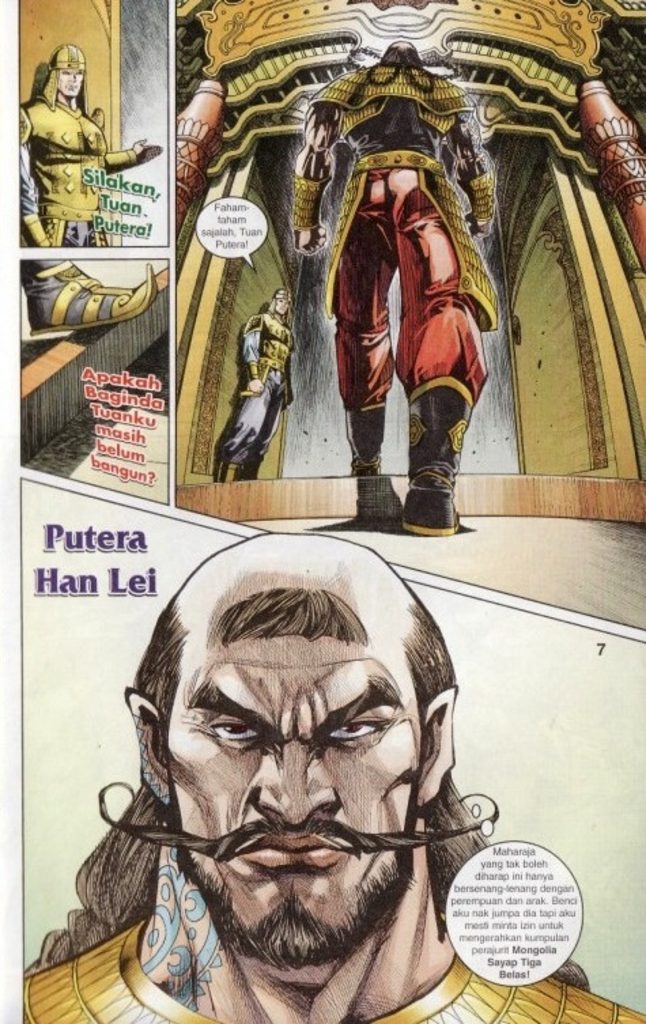 Silakan,
Tuan
Putera!
Faham-
faham
sajalah, Tuan
Putera!
Apakah
Baginda
Tuanku
masih
belum
bangun?
Putera
Han Lei
7
Maharaja
yang tak boleh
diharap ini hanya
bersenang-lenang dengan
perempuan dan arak. Benci
aku nak jumpa dia tapi aku
mesti minta izin untuk
mengerahkan kumpulan
perajurit Mongolia
Sayap Tiga
Belas!